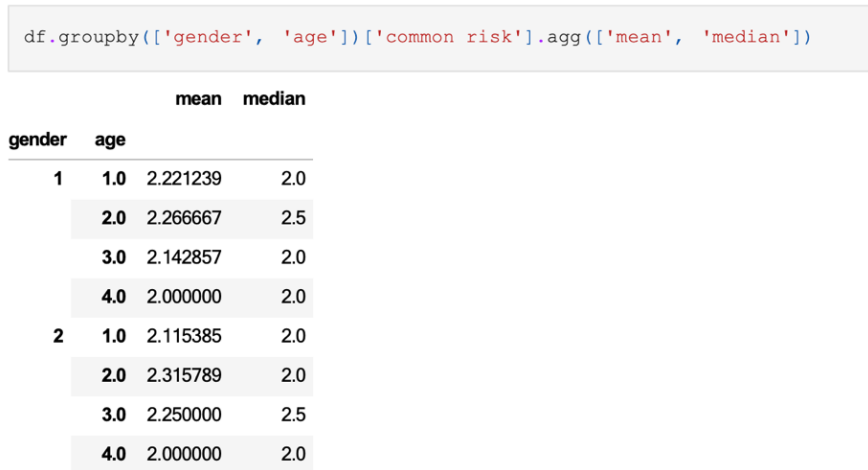 df.groupby(['gender', 'age'])['common risk'].agg(['mean', 'median'])
mean median
gender age
1 1.0 2.221239 2.0
2.0 2.266667 2.5
3.0 2.142857 2.0
4.0 2.000000 2.0
2 1.0 2.115385 2.0
2.0 2.315789 2.0
3.0 2.250000 2.5
4.0 2.000000 2.0